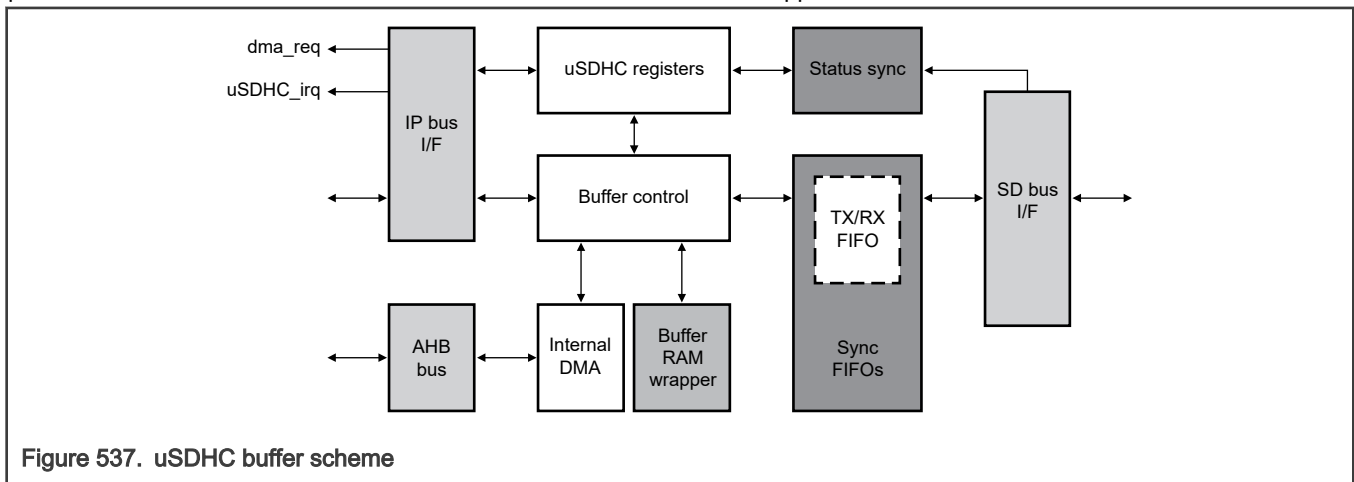 dma_req
uSDHC_irq
IP bus
I/F
uSDHC registers
Status sync
Buffer control
TX/RX
FIFO
SD bus
I/F
AHB
bus
Internal
DMA
Buffer
RAM
wrapper
Sync
FIFOs
Figure 537. uSDHC buffer scheme